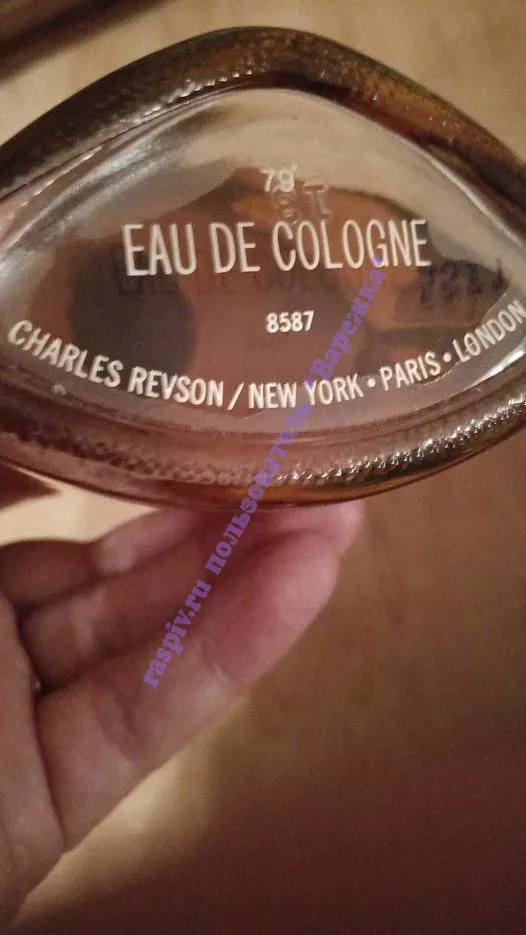 79°
EAU DE COLOGNE
8587
CHARLES REVSON / NEW YORK • PARIS • LONDON
raspiv.ru пользователь "Варежка"